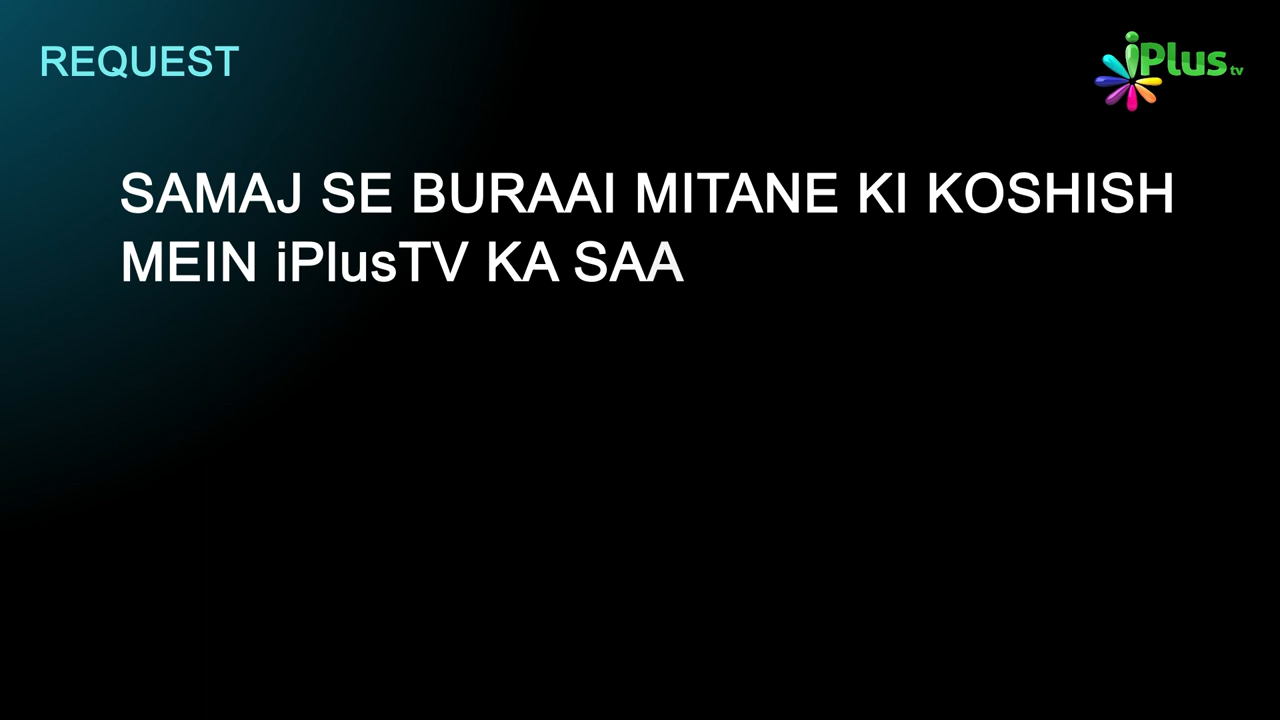 REQUEST
iPlus tv
SAMAJ SE BURAAI MITANE KI KOSHISH
MEIN iPlusTV KA SAA